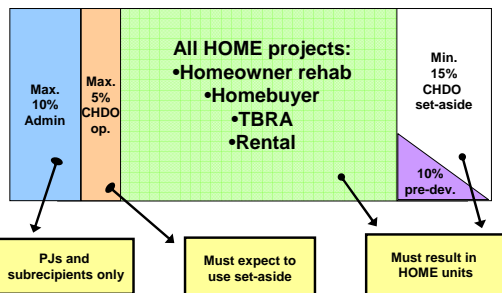 Max.
10%
Admin
Max.
5%
CHDO
op.
All HOME projects:
•Homeowner rehab
•Homebuyer
•TBRA
•Rental
Min.
15%
CHDO
set-aside
10%
pre-dev.
PJs and
subrecipients only
Must expect to
use set-aside
Must result in
HOME units